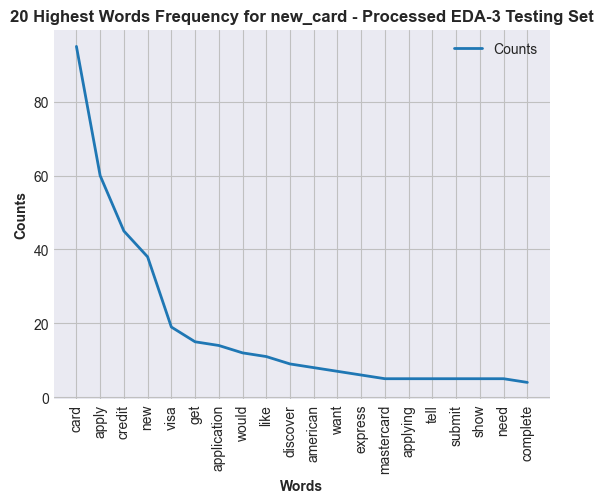 20 Highest Words Frequency for new_card - Processed EDA-3 Testing Set
Counts
80
60
40
20
0
Counts
card
apply
credit
new
visa
get
application
would
like
discover
american
want
express
mastercard
applying
tell
submit
show
need
complete
Words